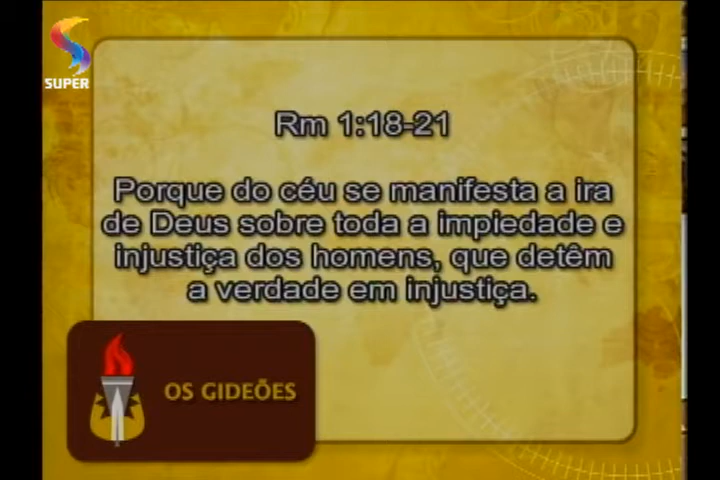 SUPER
Rm 1:18-21
Porque do céu se manifesta a ira
de Deus sobre toda a impiedade e
injustiça dos homens, que detêm
a verdade em injustiça.
OS GIDEÕES